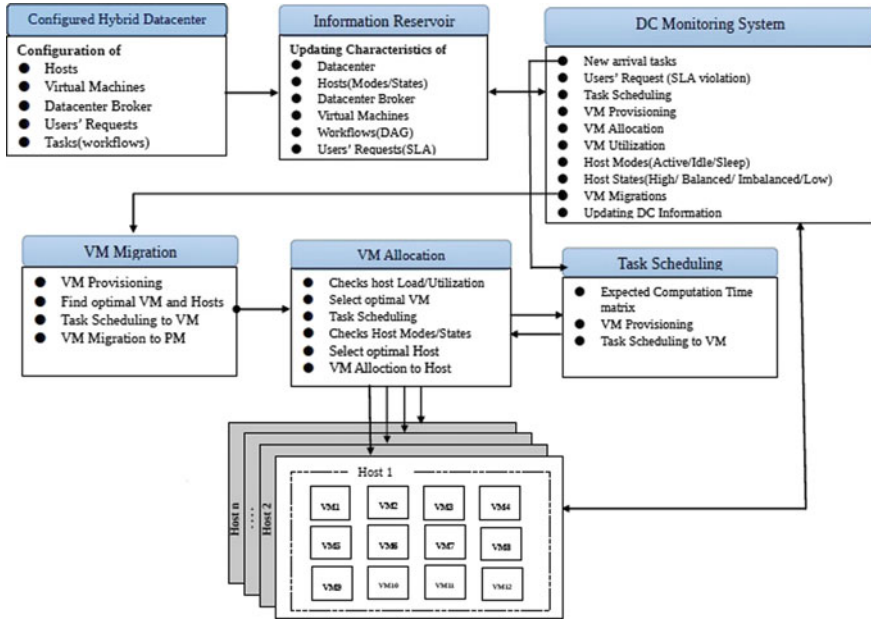 Configured Hybrid Datacenter
Configuration of
Hosts
Virtual Machines
Datacenter Broker
Users' Requests
Tasks(workflows)
Information Reservoir
Updating Characteristics of
Datacenter
Hosts(Modes/States)
Datacenter Broker
Virtual Machines
Workflows(DAG)
Users' Requests(SLA)
DC Monitoring System
New arrival tasks
Users' Request (SLA violation)
Task Scheduling
VM Provisioning
VM Allocation
VM Utilization
Host Modes(Active/Idle/Sleep)
Host States(High/ Balanced/ Imbalanced/Low)
VM Migrations
Updating DC Information
VM Migration
VM Provisioning
Find optimal VM and Hosts
Task Scheduling to VM
VM Migration to PM
VM Allocation
Checks host Load/Utilization
Select optimal VM
Task Scheduling
Checks Host Modes/States
Select optimal Host
VM Alloction to Host
Task Scheduling
Expected Computation Time
matrix
VM Provisioning
Task Scheduling to VM
Host n
....
Host 2
Host 1
VM1
VM2
VM3
VM4
VM5
VM6
VM7
VM8
VM9
VM10
VM11
VM12